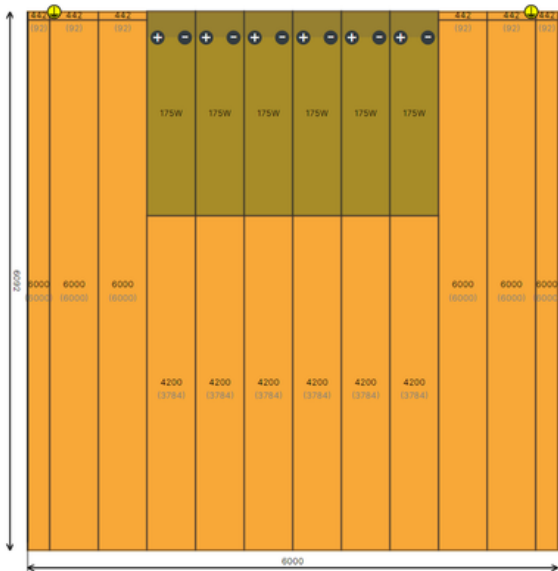 442 442 442 442 442 442
(92) (92) (92) (92) (92) (92)
+ - + - + - + - + - + -
175W 175W 175W 175W 175W 175W
6092
6000 6000 6000 6000 6000 6000
(6000) (6000) (6000) (6000) (6000) (6000)
4200 4200 4200 4200 4200 4200
(3784) (3784) (3784) (3784) (3784) (3784)
6000